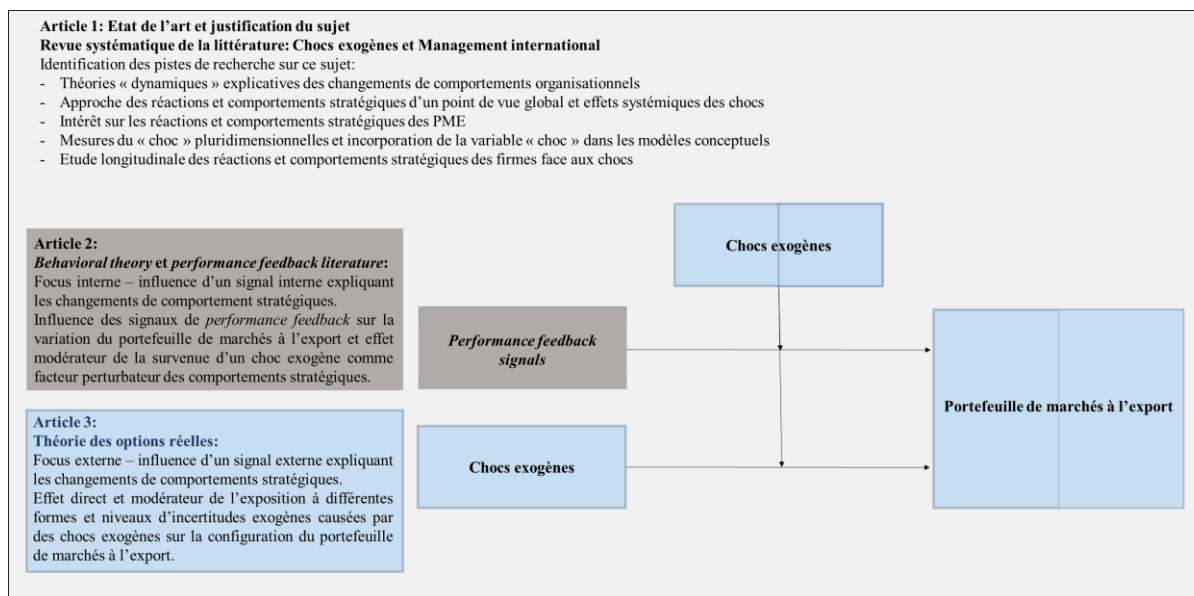 Article 1: Etat de l’art et justification du sujet
Revue systématique de la littérature: Chocs exogènes et Management international
Identification des pistes de recherche sur ce sujet:
- Théories « dynamiques » explicatives des changements de comportements organisationnels
- Approche des réactions et comportements stratégiques d’un point de vue global et effets systémiques des chocs
- Intérêt sur les réactions et comportements stratégiques des PME
- Mesures du « choc » pluridimensionnelles et incorporation de la variable « choc » dans les modèles conceptuels
- Etude longitudinale des réactions et comportements stratégiques des firmes face aux chocs
Article 2:
Behavioral theory et performance feedback literature:
Focus interne – influence d’un signal interne expliquant
les changements de comportement stratégiques.
Influence des signaux de performance feedback sur la
variation du portefeuille de marchés à l’export et effet
modérateur de la survenue d’un choc exogène comme
facteur perturbateur des comportements stratégiques.
Article 3:
Théorie des options réelles:
Focus externe – influence d’un signal externe expliquant
les changements de comportements stratégiques.
Effet direct et modérateur de l’exposition à différentes
formes et niveaux d’incertitudes exogènes causées par
des chocs exogènes sur la configuration du portefeuille
de marchés à l’export.
Chocs exogènes
Performance feedback
signals
Chocs exogènes
Portefeuille de marchés à l’export